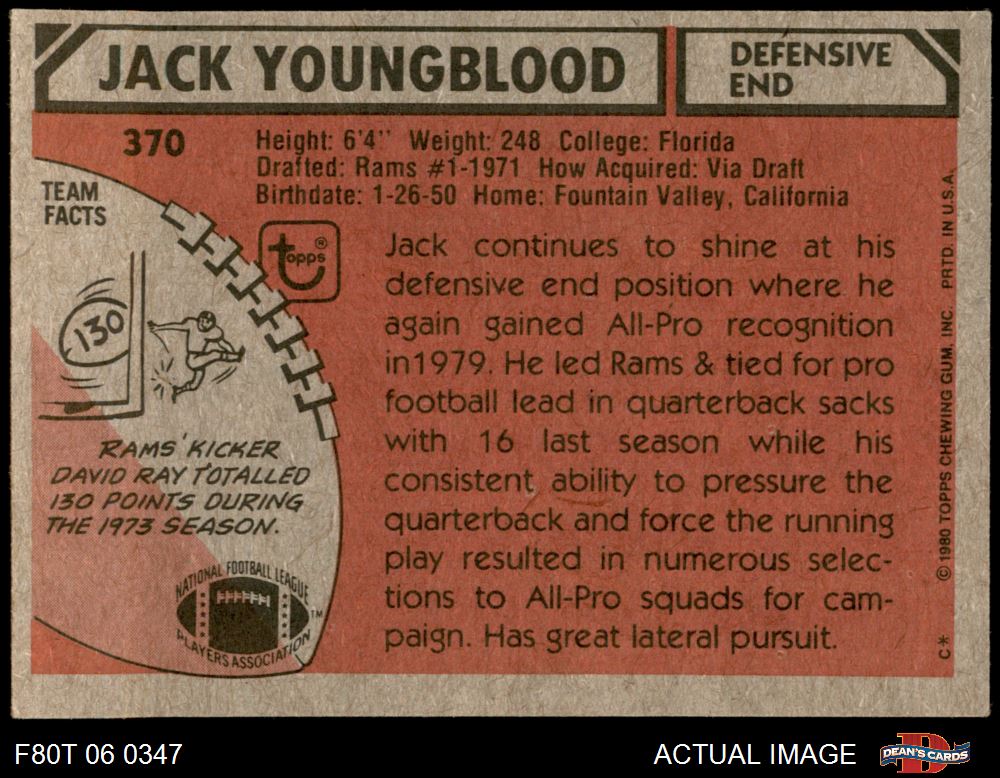 JACK YOUNGBLOOD
DEFENSIVE
END
370
Height: 6'4" Weight: 248 College: Florida
Drafted: Rams #1-1971 How Acquired: Via Draft
Birthdate: 1-26-50 Home: Fountain Valley, California
TEAM
FACTS
topps®
130
RAMS' KICKER
DAVID RAY TOTALLED
130 POINTS DURING
THE 1973 SEASON.
NATIONAL FOOTBALL LEAGUE
PLAYERS ASSOCIATION
TM
Jack continues to shine at his
defensive end position where he
again gained All-Pro recognition
in1979. He led Rams & tied for pro
football lead in quarterback sacks
with 16 last season while his
consistent ability to pressure the
quarterback and force the running
play resulted in numerous selec-
tions to All-Pro squads for cam-
paign. Has great lateral pursuit.
C* © 1980 TOPPS CHEWING GUM, INC. PRTD. IN U.S.A.
F80T 06 0347
ACTUAL IMAGE
D
DEAN'S CARDS